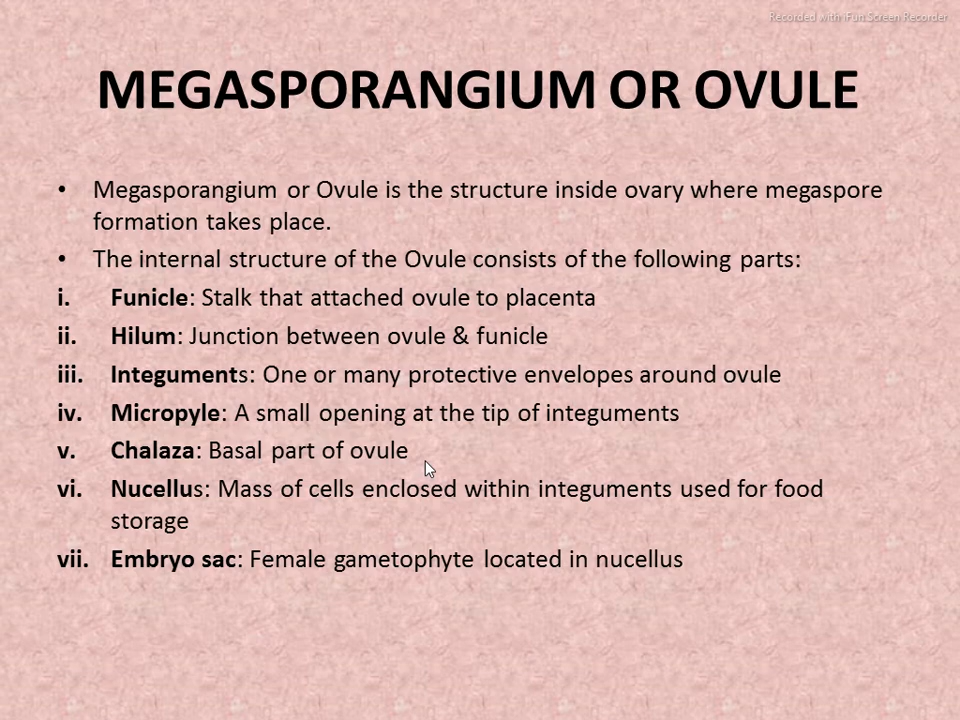 Recorded with iFun Screen Recorder
MEGASPORANGIUM OR OVULE
• Megasporangium or Ovule is the structure inside ovary where megaspore
formation takes place.
• The internal structure of the Ovule consists of the following parts:
i. Funicle: Stalk that attached ovule to placenta
ii. Hilum: Junction between ovule & funicle
iii. Integuments: One or many protective envelopes around ovule
iv. Micropyle: A small opening at the tip of integuments
v. Chalaza: Basal part of ovule
vi. Nucellus: Mass of cells enclosed within integuments used for food
storage
vii. Embryo sac: Female gametophyte located in nucellus